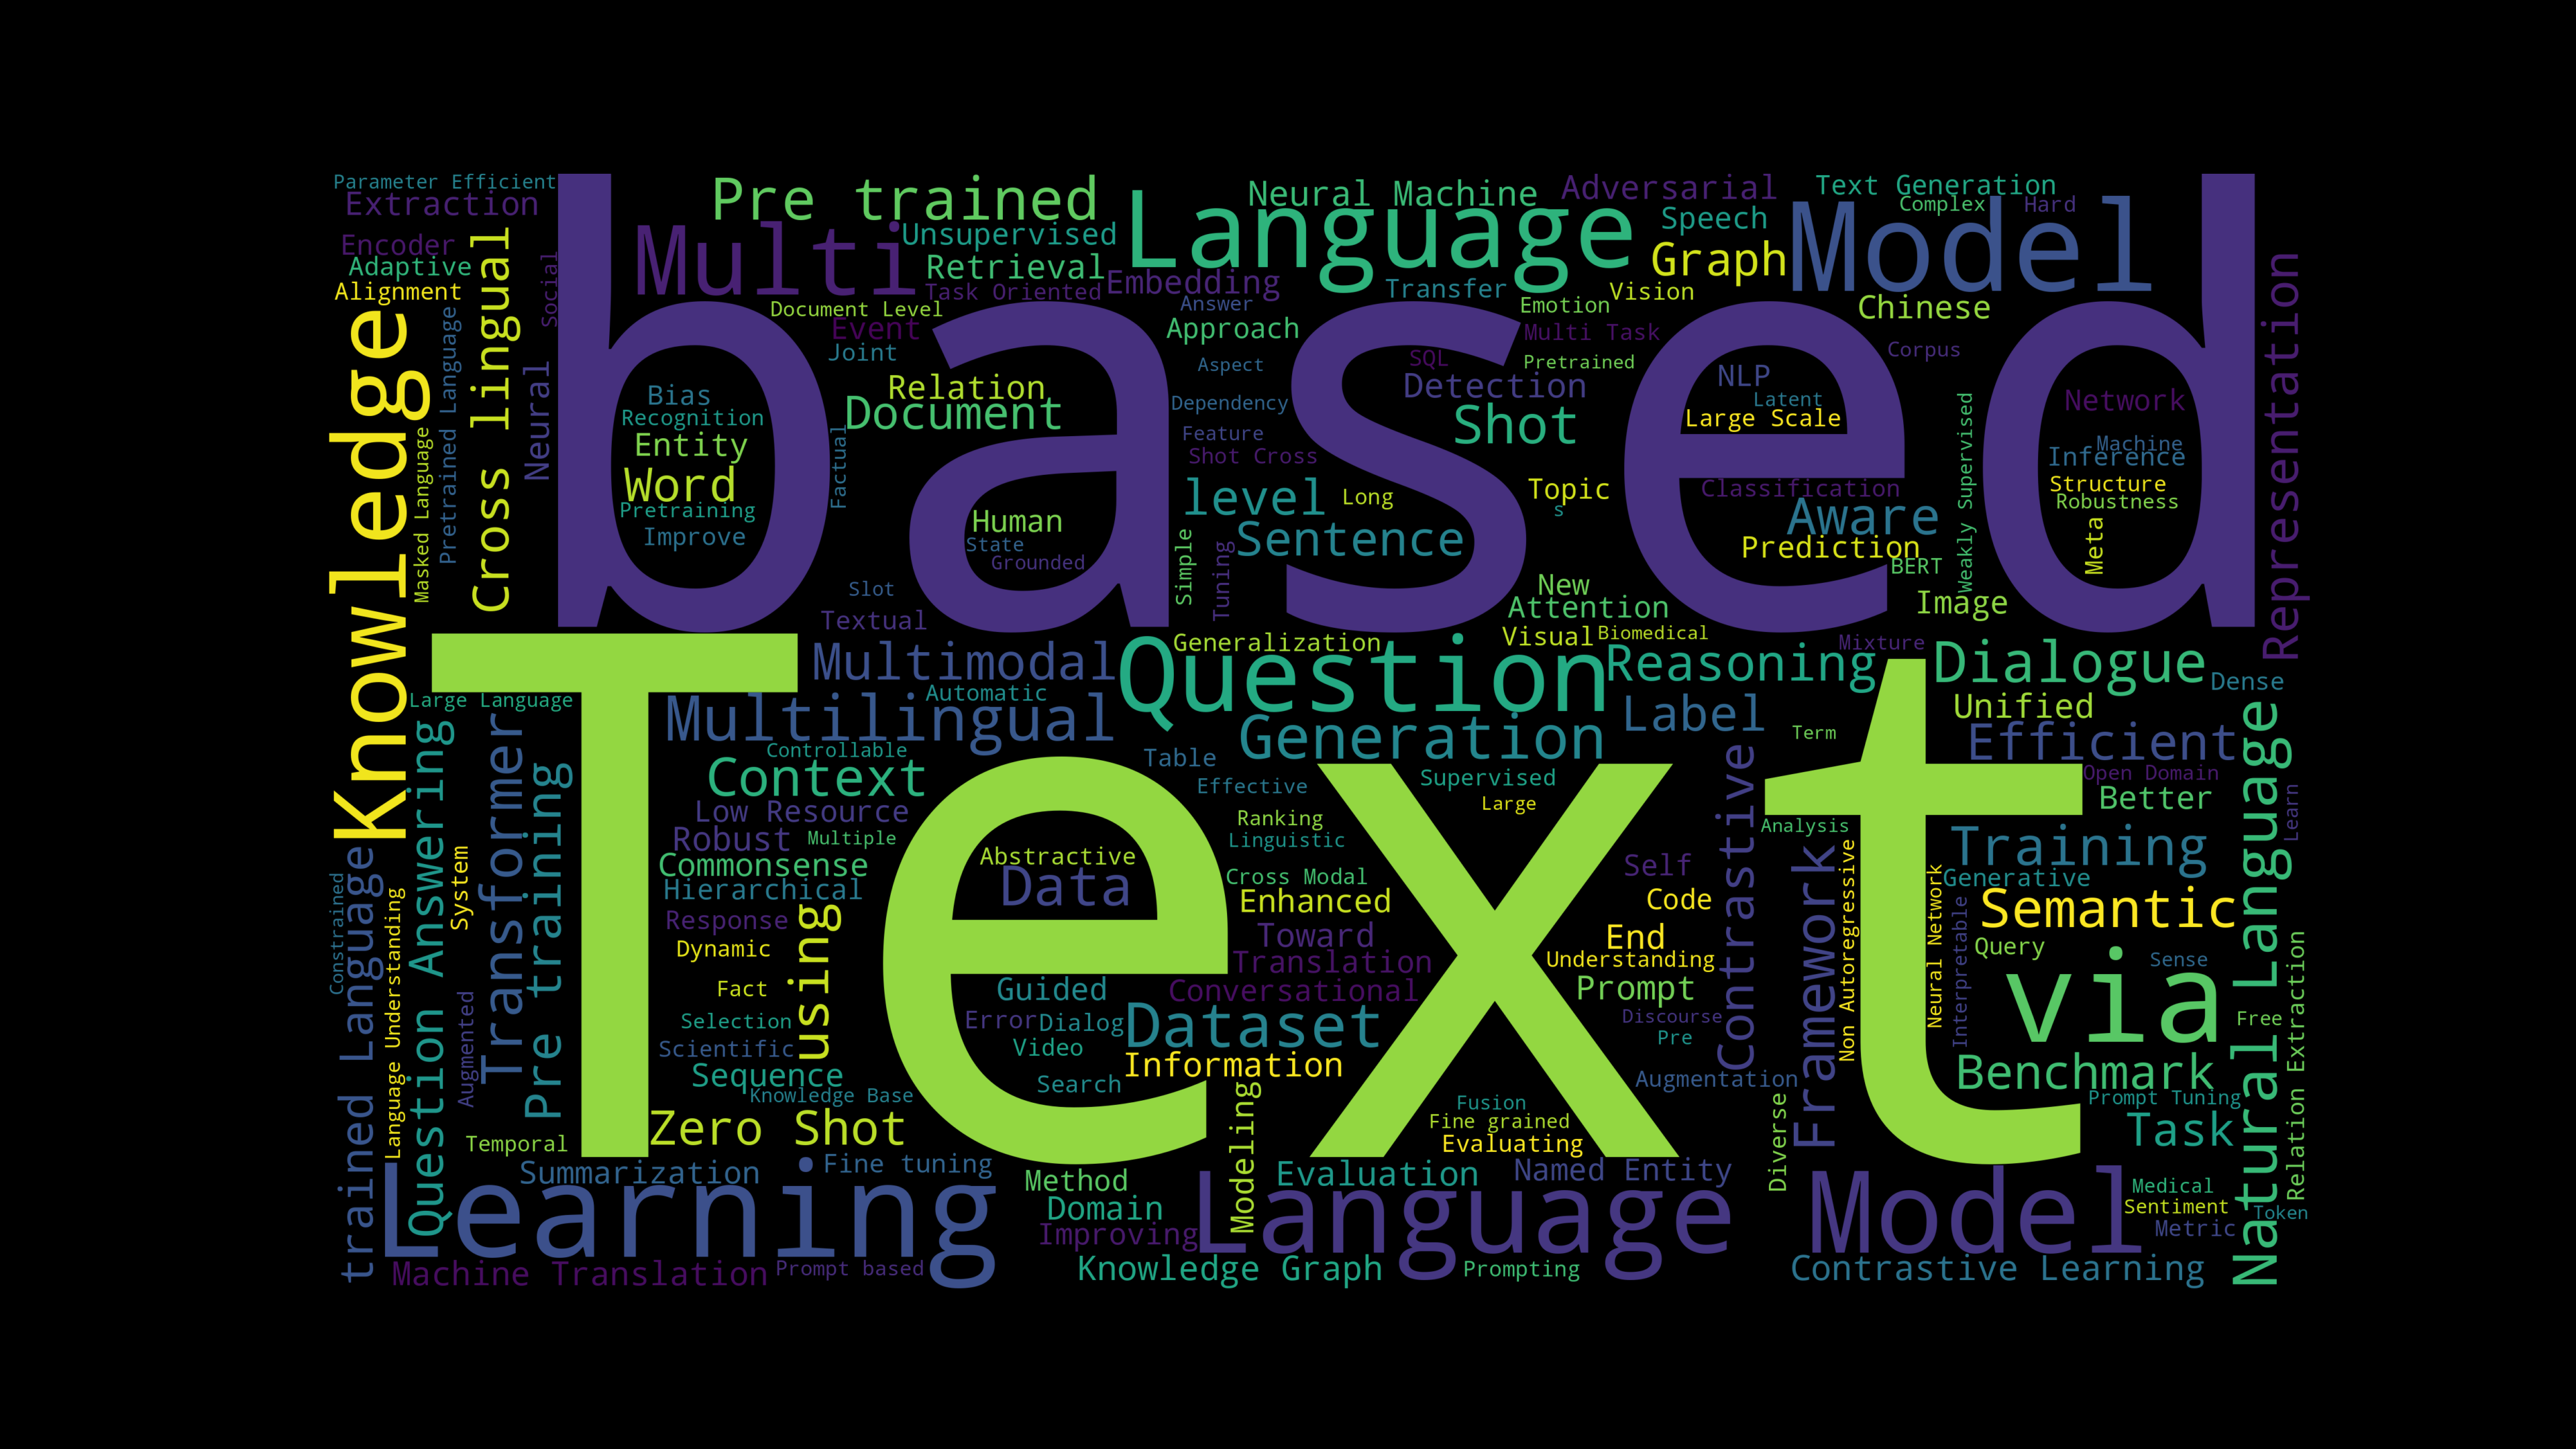 Parameter Efficient
Extraction
Encoder
Adaptive
Alignment
Knowledge
Masked Language
Pretrained Language
Cross lingual
Neural
Social
based
Pre trained
Multi
Unsupervised
Retrieval
Task Oriented
Embedding
Document Level
Event
Joint
Language
Neural Machine
Adversarial
Speech
Graph
Model
Text Generation
Complex
Hard
Transfer
Emotion
Vision
Answer
Approach
Multi Task
Chinese
Aspect
SQL
Pretrained
Corpus
Representation
Bias
Recognition
Entity
Word
Pretraining
Improve
Factual
Relation
Document
Dependency
Detection
Shot
NLP
Latent
Large Scale
Network
Feature
Shot Cross
Machine
Inference
Structure
Robustness
Meta
Weakly Supervised
Human
State
Grounded
level
Long
Topic
s
Classification
Aware
Prediction
BERT
Sentence
Simple
Tuning
Slot
Textual
New
Attention
Image
Generalization
Visual
Biomedical
Mixture
Text
Multimodal
Automatic
Question
Reasoning
Dialogue
Dense
Large Language
Multilingual
Generation
Label
Unified
Efficient
Term
Controllable
Context
Table
Effective
Supervised
Large
Contrastive
Open Domain
Better
Learn
Low Resource
Robust
Multiple
Commonsense
Hierarchical
Response
Dynamic
Fact
Selection
Scientific
Sequence
Knowledge Base
Zero Shot
using
Question Answering
Transformer
Pre training
System
Constrained
trained Language
Language Understanding
Augmented
Temporal
Abstractive
Data
Ranking
Linguistic
Cross Modal
Enhanced
Toward
Translation
Conversational
Guided
Error
Dialog
Video
Search
Dataset
Information
Self
Code
End
Understanding
Prompt
Discourse
Pre
Augmentation
Analysis
Framework
Non Autoregressive
Neural Network
Interpretable
Training
Generative
Semantic
Query
Sense
via
Free
Benchmark
Prompt Tuning
Task
Natural Language
Relation Extraction
Fusion
Fine grained
Evaluating
Diverse
Modeling
Summarization
Fine tuning
Learning
Method
Domain
Improving
Evaluation
Named Entity
Language
Model
Medical
Sentiment
Token
Metric
Machine Translation
Prompt based
Knowledge Graph
Prompting
Contrastive Learning